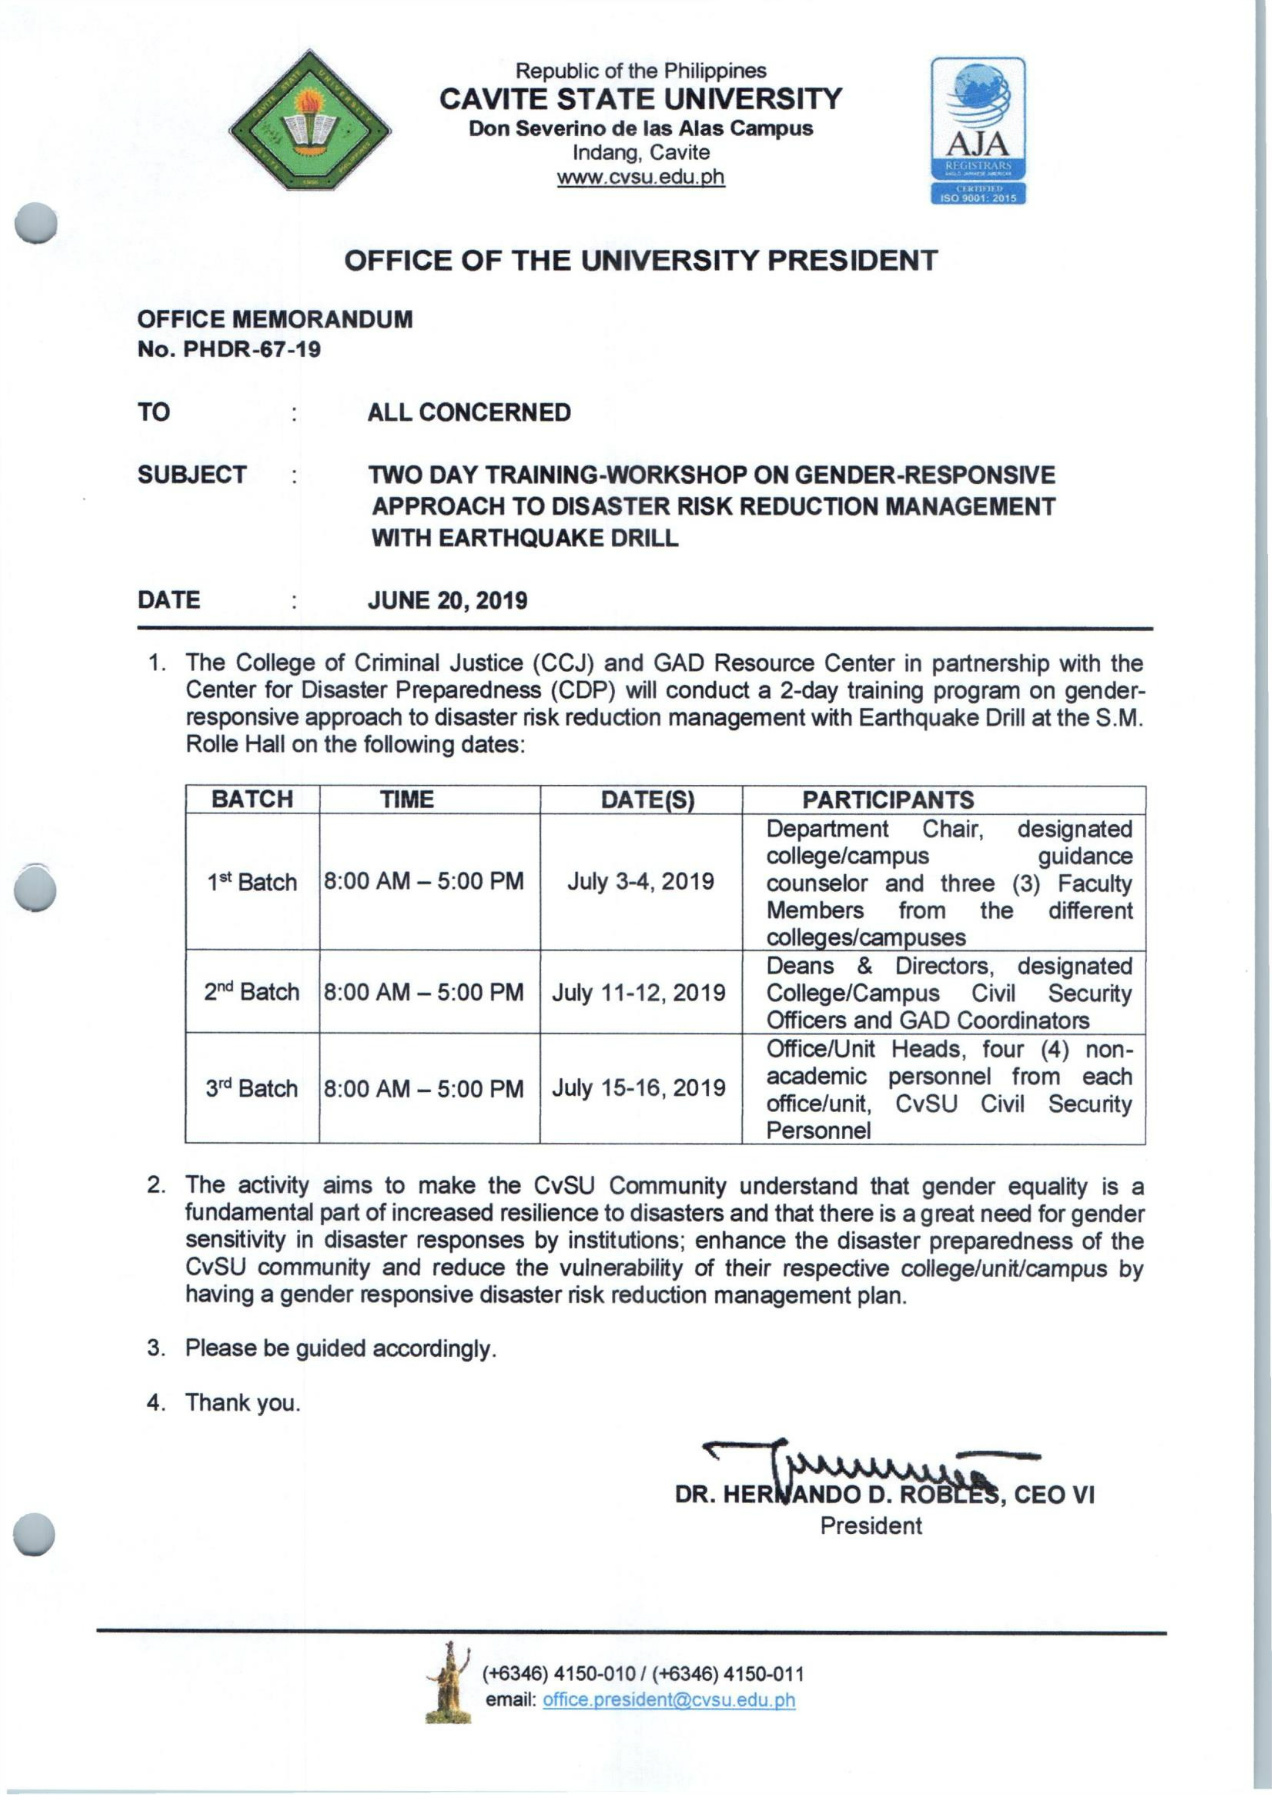 Republic of the Philippines
CAVITE STATE UNIVERSITY
Don Severino de las Alas Campus
Indang, Cavite
www.cvsu.edu.ph
CAVITE STATE UNIVERSITY
CAVITE PHILIPPINES
1906
AJA
REGISTRARS
ANGLO JAPANESE AMERICAN
CERTIFIED
ISO 9001: 2015
OFFICE OF THE UNIVERSITY PRESIDENT
OFFICE MEMORANDUM
No. PHDR-67-19
TO : ALL CONCERNED
SUBJECT : TWO DAY TRAINING-WORKSHOP ON GENDER-RESPONSIVE
APPROACH TO DISASTER RISK REDUCTION MANAGEMENT
WITH EARTHQUAKE DRILL
DATE : JUNE 20, 2019
1. The College of Criminal Justice (CCJ) and GAD Resource Center in partnership with the
Center for Disaster Preparedness (CDP) will conduct a 2-day training program on gender-
responsive approach to disaster risk reduction management with Earthquake Drill at the S.M.
Rolle Hall on the following dates:
BATCH TIME DATE(S) PARTICIPANTS
1st Batch 8:00 AM – 5:00 PM July 3-4, 2019 Department Chair, designated
college/campus guidance
counselor and three (3) Faculty
Members from the different
colleges/campuses
2nd Batch 8:00 AM – 5:00 PM July 11-12, 2019 Deans & Directors, designated
College/Campus Civil Security
Officers and GAD Coordinators
3rd Batch 8:00 AM – 5:00 PM July 15-16, 2019 Office/Unit Heads, four (4) non-
academic personnel from each
office/unit, CvSU Civil Security
Personnel
2. The activity aims to make the CvSU Community understand that gender equality is a
fundamental part of increased resilience to disasters and that there is a great need for gender
sensitivity in disaster responses by institutions; enhance the disaster preparedness of the
CvSU community and reduce the vulnerability of their respective college/unit/campus by
having a gender responsive disaster risk reduction management plan.
3. Please be guided accordingly.
4. Thank you.
DR. HERNANDO D. ROBLES, CEO VI
President
(+6346) 4150-010 / (+6346) 4150-011
email: office.president@cvsu.edu.ph